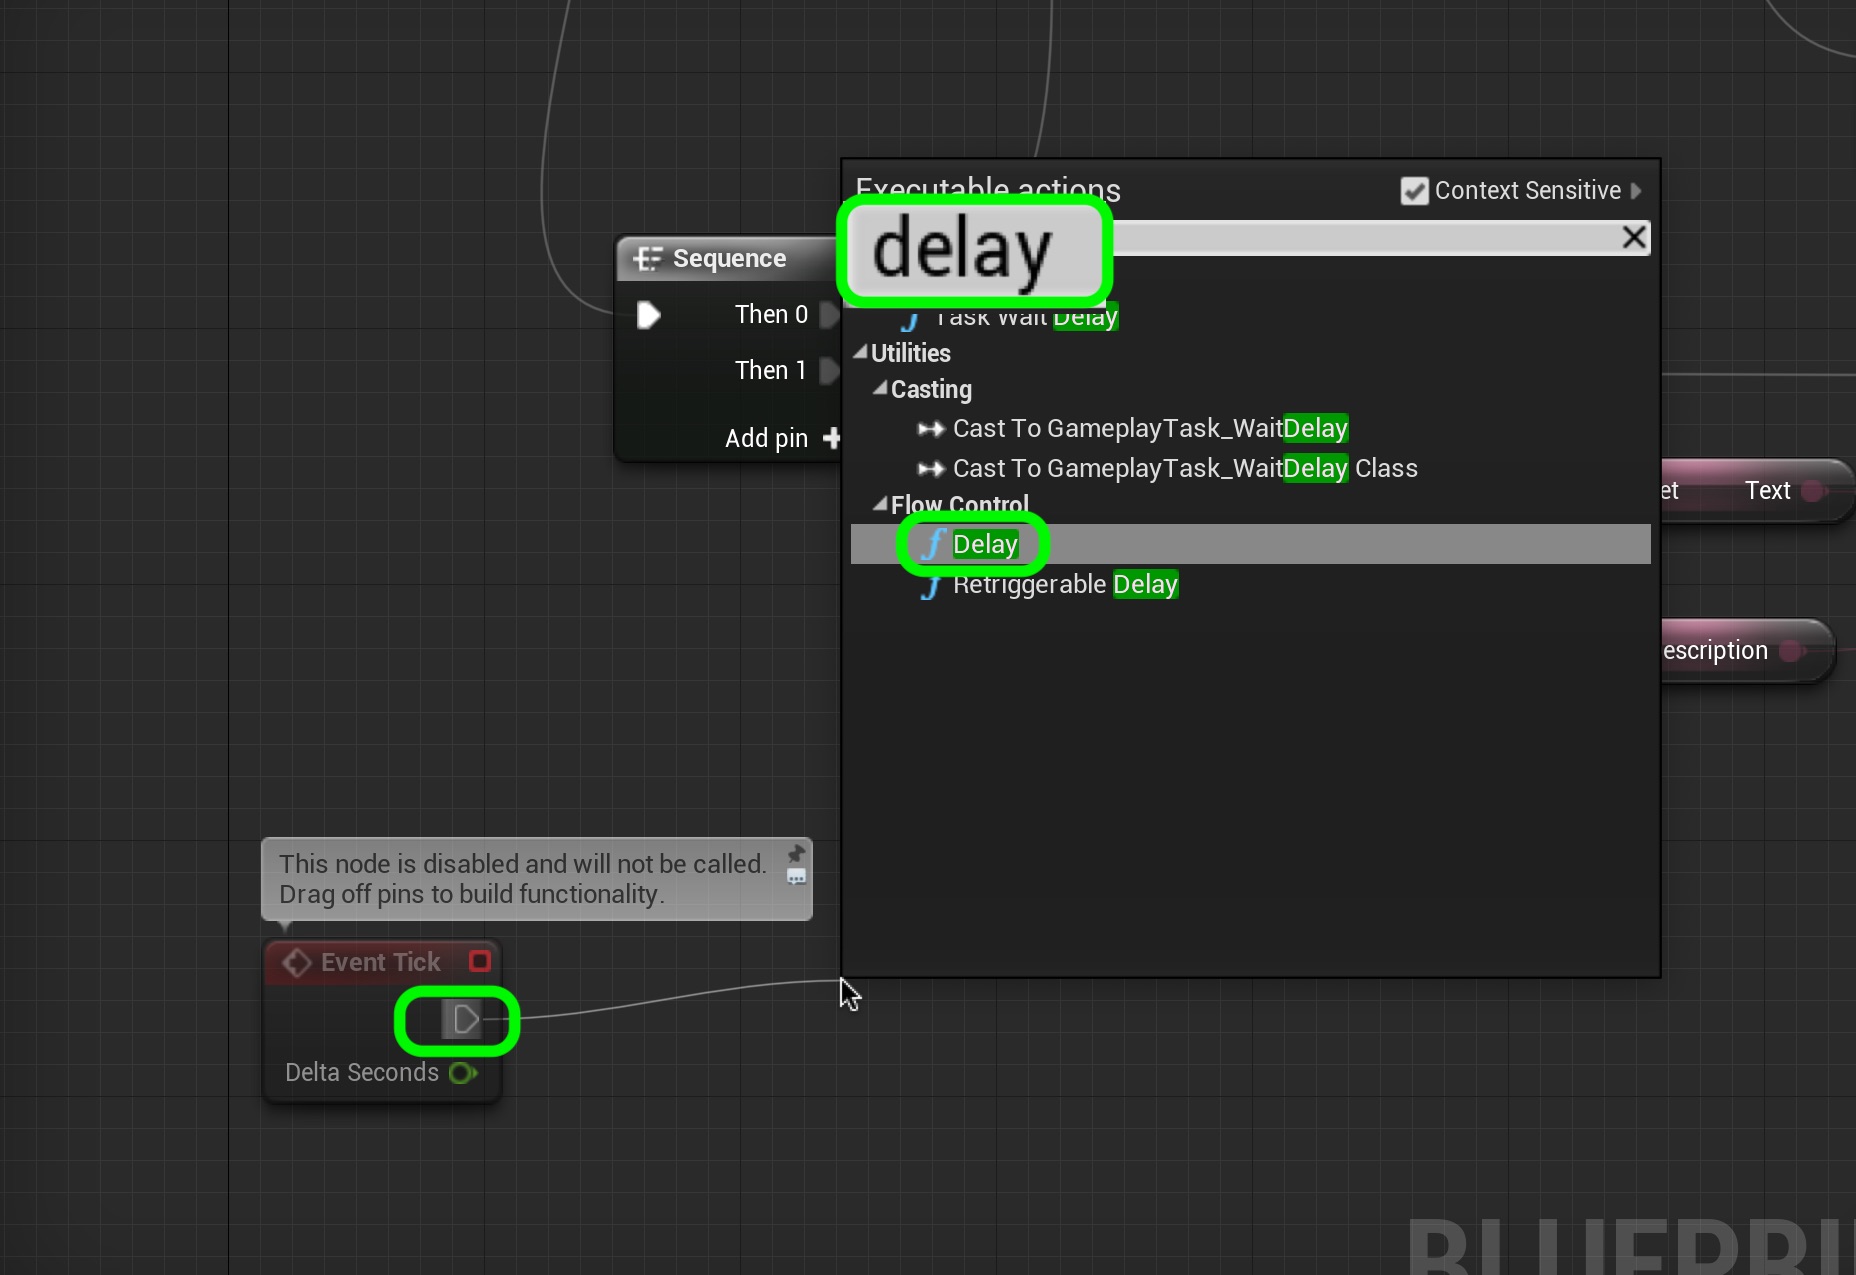 Executable actions
Context Sensitive
delay
Sequence
Then 0
Task Wait Delay
Utilities
Then 1
Casting
Cast To GameplayTask_WaitDelay
Add pin
Cast To GameplayTask_WaitDelay Class
et Text
Flow Control
Delay
Retriggerable Delay
escription
This node is disabled and will not be called.
Drag off pins to build functionality.
Event Tick
Delta Seconds
BLUEPRI